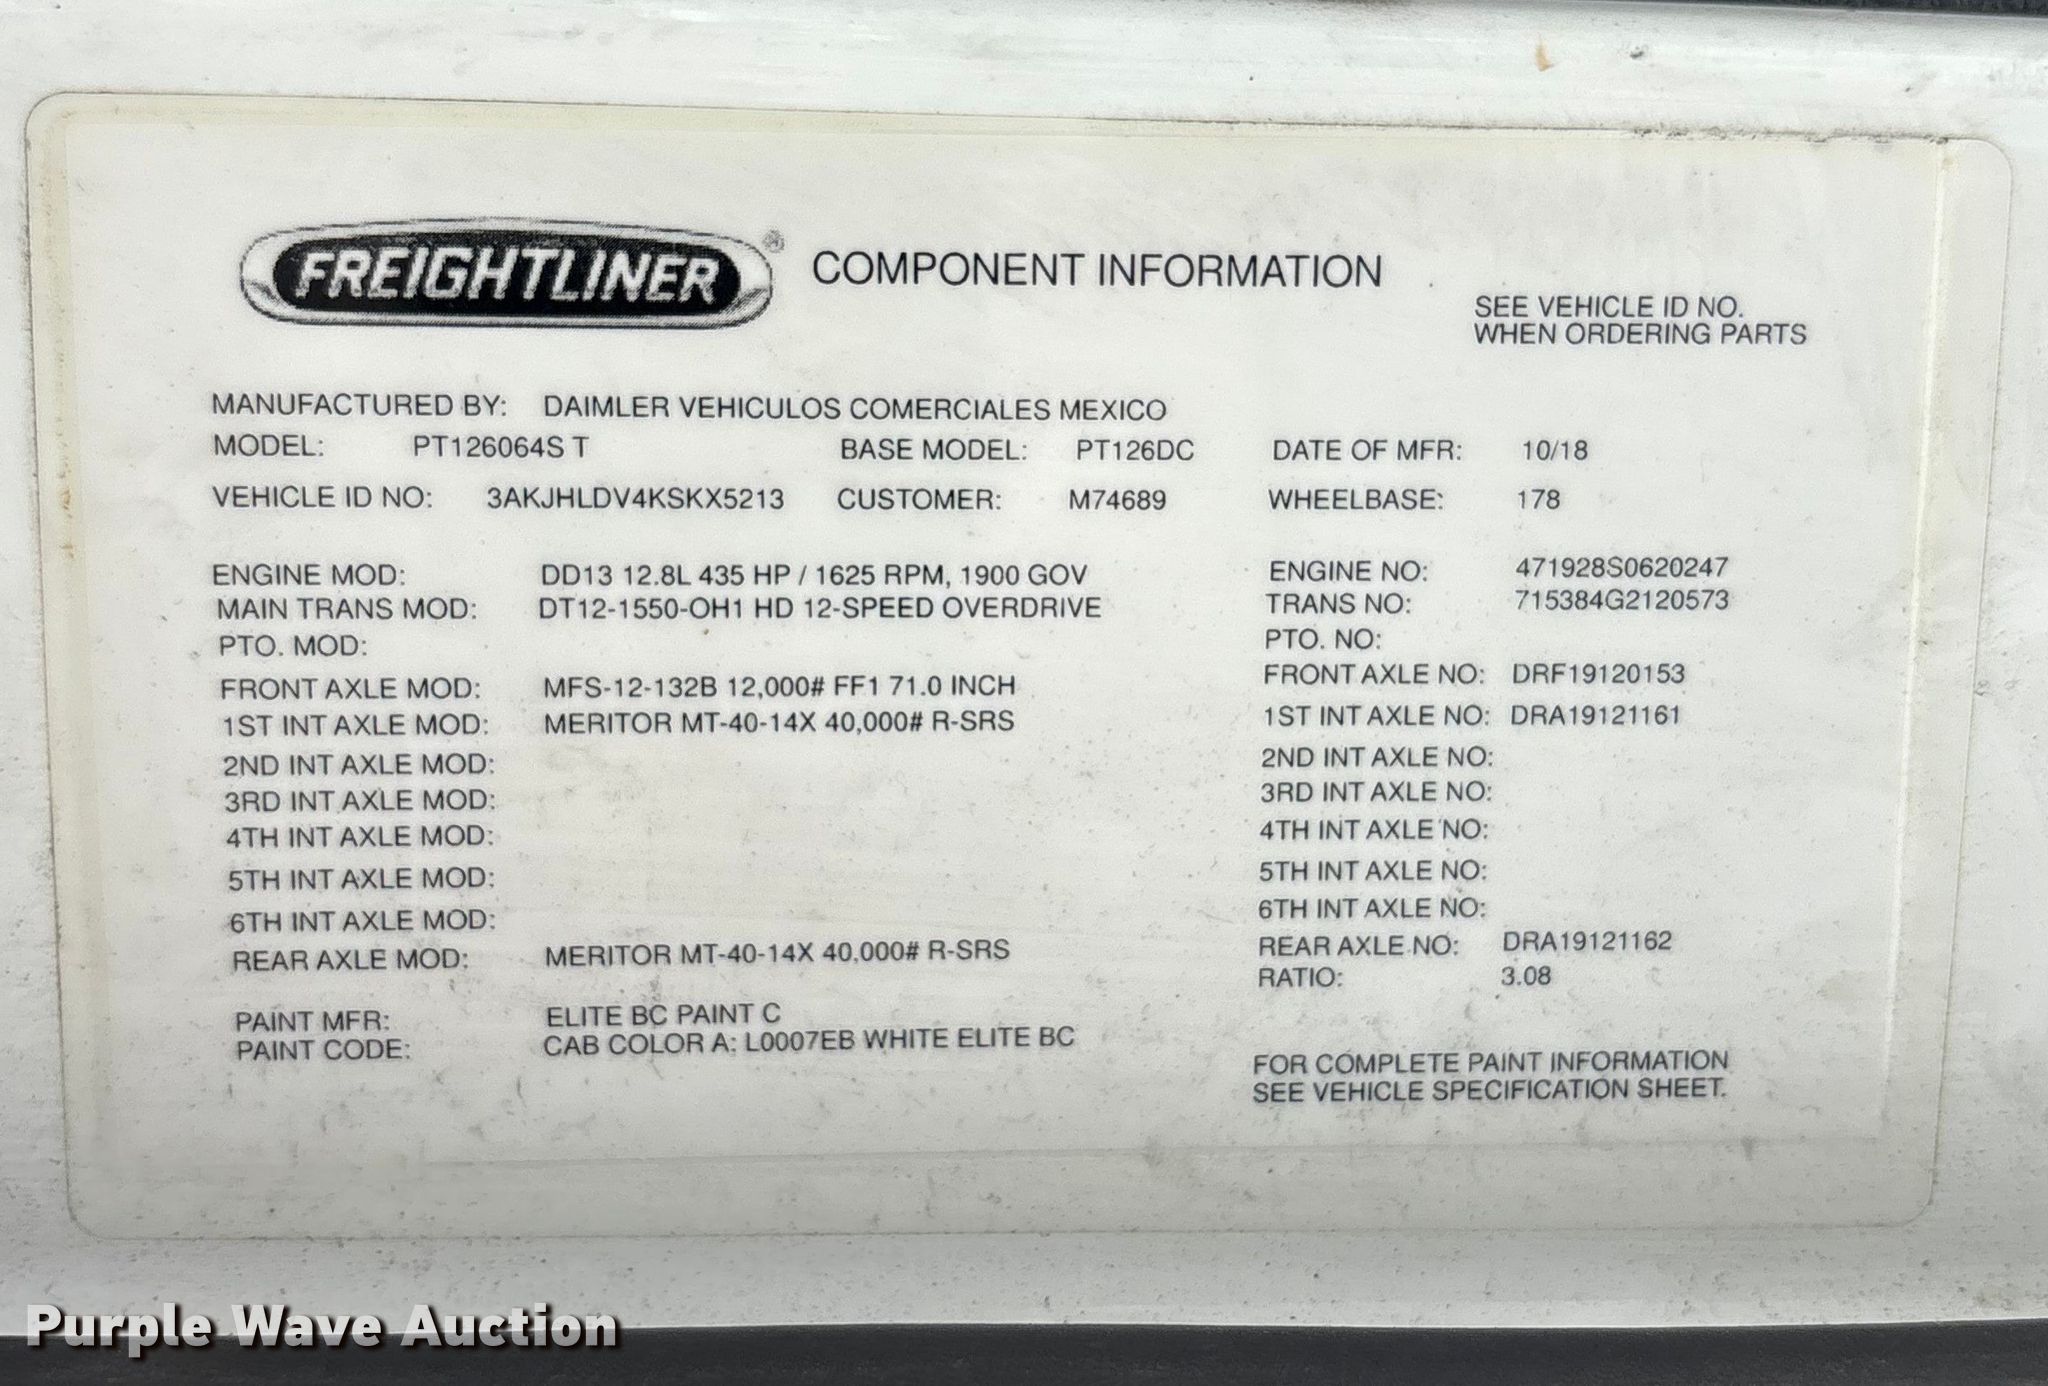 FREIGHTLINER ® COMPONENT INFORMATION
SEE VEHICLE ID NO.
WHEN ORDERING PARTS
MANUFACTURED BY: DAIMLER VEHICULOS COMERCIALES MEXICO
MODEL: PT126064S T BASE MODEL: PT126DC DATE OF MFR: 10/18
VEHICLE ID NO: 3AKJHLDV4KSKX5213 CUSTOMER: M74689 WHEELBASE: 178
ENGINE MOD: DD13 12.8L 435 HP / 1625 RPM, 1900 GOV ENGINE NO: 471928S0620247
MAIN TRANS MOD: DT12-1550-OH1 HD 12-SPEED OVERDRIVE TRANS NO: 715384G2120573
PTO. MOD: PTO. NO:
FRONT AXLE MOD: MFS-12-132B 12,000# FF1 71.0 INCH FRONT AXLE NO: DRF19120153
1ST INT AXLE MOD: MERITOR MT-40-14X 40,000# R-SRS 1ST INT AXLE NO: DRA19121161
2ND INT AXLE MOD: 2ND INT AXLE NO:
3RD INT AXLE MOD: 3RD INT AXLE NO:
4TH INT AXLE MOD: 4TH INT AXLE NO:
5TH INT AXLE MOD: 5TH INT AXLE NO:
6TH INT AXLE MOD: 6TH INT AXLE NO:
REAR AXLE MOD: MERITOR MT-40-14X 40,000# R-SRS REAR AXLE NO: DRA19121162
RATIO: 3.08
PAINT MFR: ELITE BC PAINT C
PAINT CODE: CAB COLOR A: L0007EB WHITE ELITE BC
FOR COMPLETE PAINT INFORMATION
SEE VEHICLE SPECIFICATION SHEET.
Purple Wave Auction